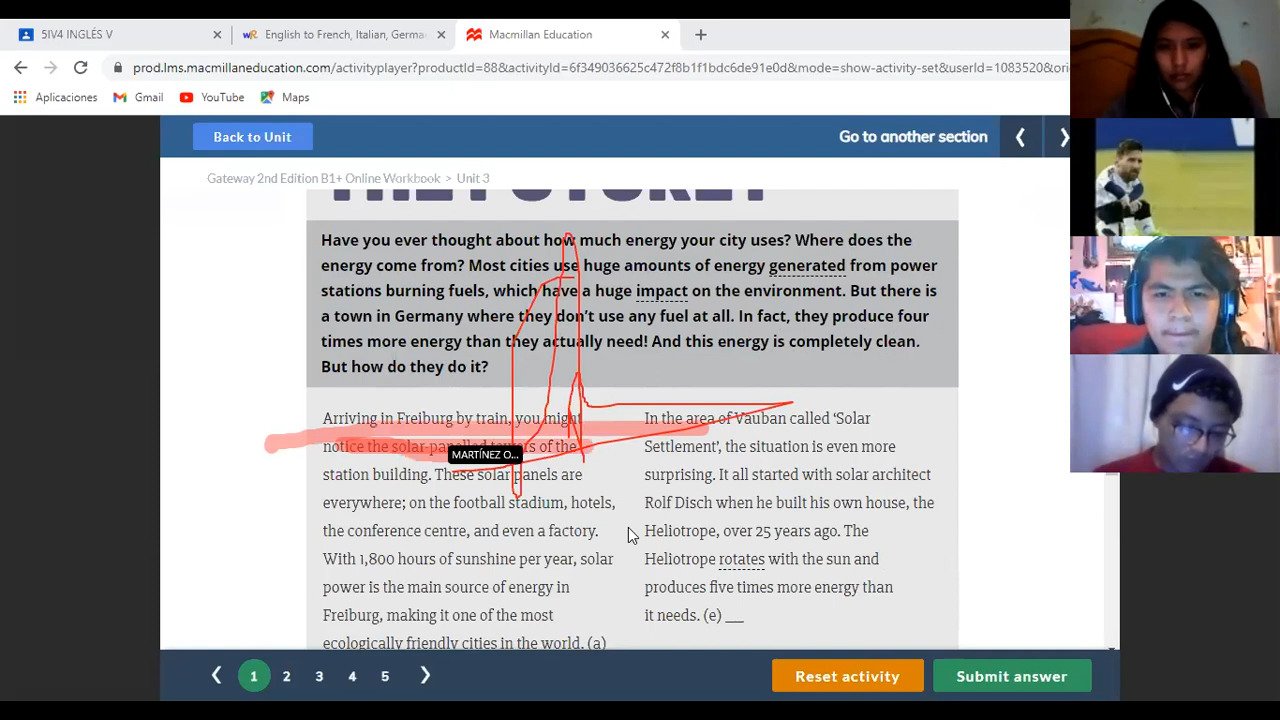 5IV4 INGLÉS V
English to French, Italian, Germa
Macmillan Education
prod.lms.macmillaneducation.com/activityplayer?productId=88&activityId=6f349036625c472f8b1f1bdc6de91e0d&mode=show-activity-set&userId=1083520&ori
Aplicaciones
Gmail
YouTube
Maps
Back to Unit
Go to another section
Gateway 2nd Edition B1+ Online Workbook > Unit 3
THE FUTURE?
Have you ever thought about how much energy your city uses? Where does the
energy come from? Most cities use huge amounts of energy generated from power
stations burning fuels, which have a huge impact on the environment. But there is
a town in Germany where they don't use any fuel at all. In fact, they produce four
times more energy than they actually need! And this energy is completely clean.
But how do they do it?
Arriving in Freiburg by train, you might
notice the solar-panelled towers of the
MARTÍNEZ O...
station building. These solar panels are
everywhere; on the football stadium, hotels,
the conference centre, and even a factory.
With 1,800 hours of sunshine per year, solar
power is the main source of energy in
Freiburg, making it one of the most
ecologically friendly cities in the world. (a)
In the area of Vauban called 'Solar
Settlement', the situation is even more
surprising. It all started with solar architect
Rolf Disch when he built his own house, the
Heliotrope, over 25 years ago. The
Heliotrope rotates with the sun and
produces five times more energy than
it needs. (e) __
1
2
3
4
5
Reset activity
Submit answer